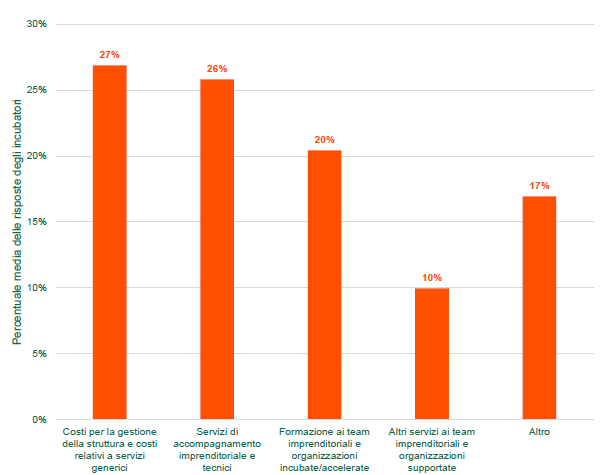 30%
25%
20%
15%
10%
5%
0%
Percentuale media delle risposte degli incubatori
27%
26%
20%
10%
17%
Costi per la gestione
della struttura e costi
relativi a servizi
generici
Servizi di
accompagnamento
imprenditoriale e
tecnici
Formazione ai team
imprenditoriali e
organizzazioni
incubate/accelerate
Altri servizi ai team
imprenditoriali e
organizzazioni
supportate
Altro